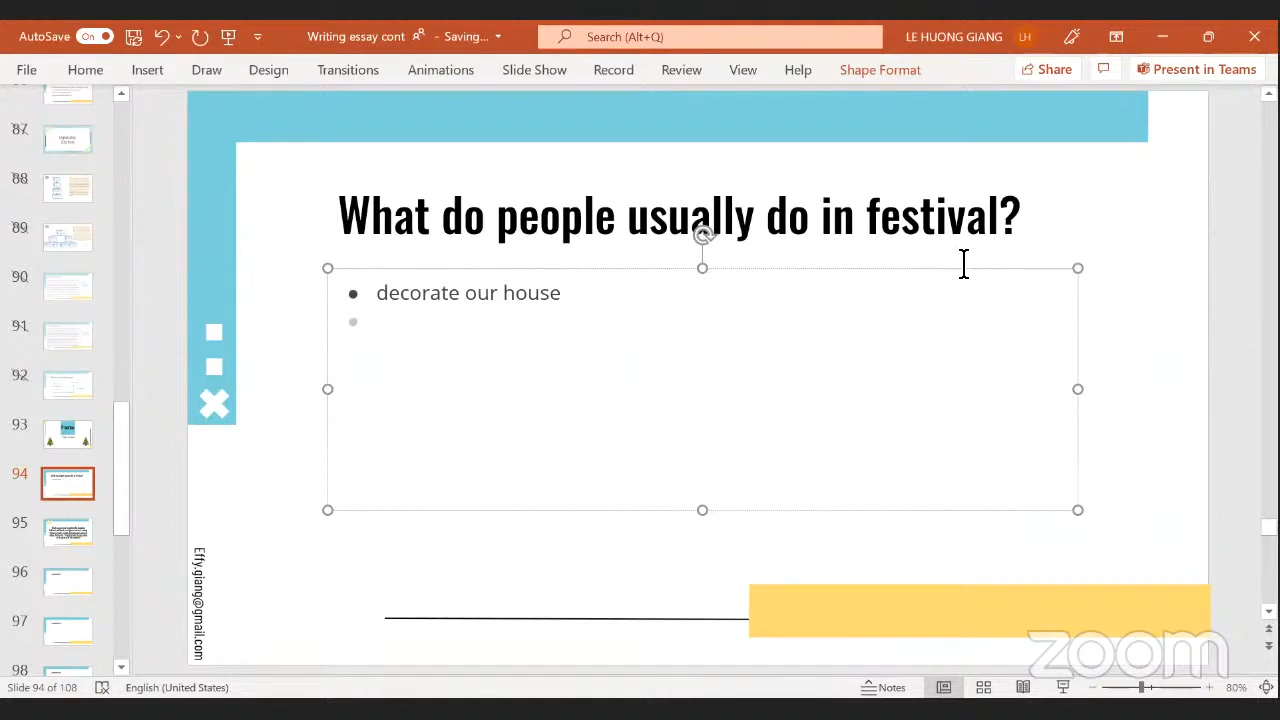 AutoSave On Writing essay cont - Saving... Search (Alt+Q) LE HUONG GIANG LH
File Home Insert Draw Design Transitions Animations Slide Show Record Review View Help Shape Format Share Present in Teams
87
88
89
90
91
92
93
94
95
96
97
98
What do people usually do in festival?
● decorate our house
Effy.giang@gmail.com
zoom
Slide 94 of 108 English (United States) Notes 80%